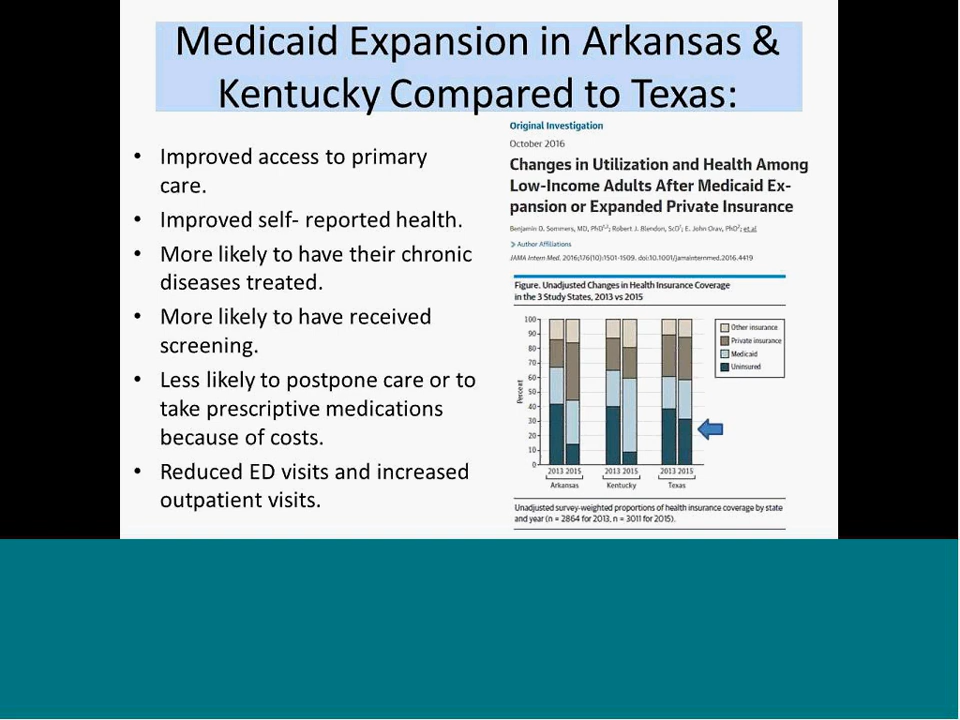 Medicaid Expansion in Arkansas &
Kentucky Compared to Texas:
• Improved access to primary
care.
• Improved self- reported health.
• More likely to have their chronic
diseases treated.
• More likely to have received
screening.
• Less likely to postpone care or to
take prescriptive medications
because of costs.
• Reduced ED visits and increased
outpatient visits.
Original Investigation
October 2016
Changes in Utilization and Health Among
Low-Income Adults After Medicaid Ex-
pansion or Expanded Private Insurance
Benjamin D. Sommers, MD, PhD1,2; Robert J. Blendon, ScD1; E. John Orav, PhD2; et al
Author Affiliations
JAMA Intern Med. 2016;176(10):1501-1509. doi:10.1001/jamainternmed.2016.4419
Figure. Unadjusted Changes in Health Insurance Coverage
in the 3 Study States, 2013 vs 2015
Percent
100
90
80
70
60
50
40
30
20
10
0
2013 2015 2013 2015 2013 2015
Arkansas Kentucky Texas
Other insurance
Private insurance
Medicaid
Uninsured
Unadjusted survey-weighted proportions of health insurance coverage by state
and year (n = 2864 for 2013, n = 3011 for 2015).